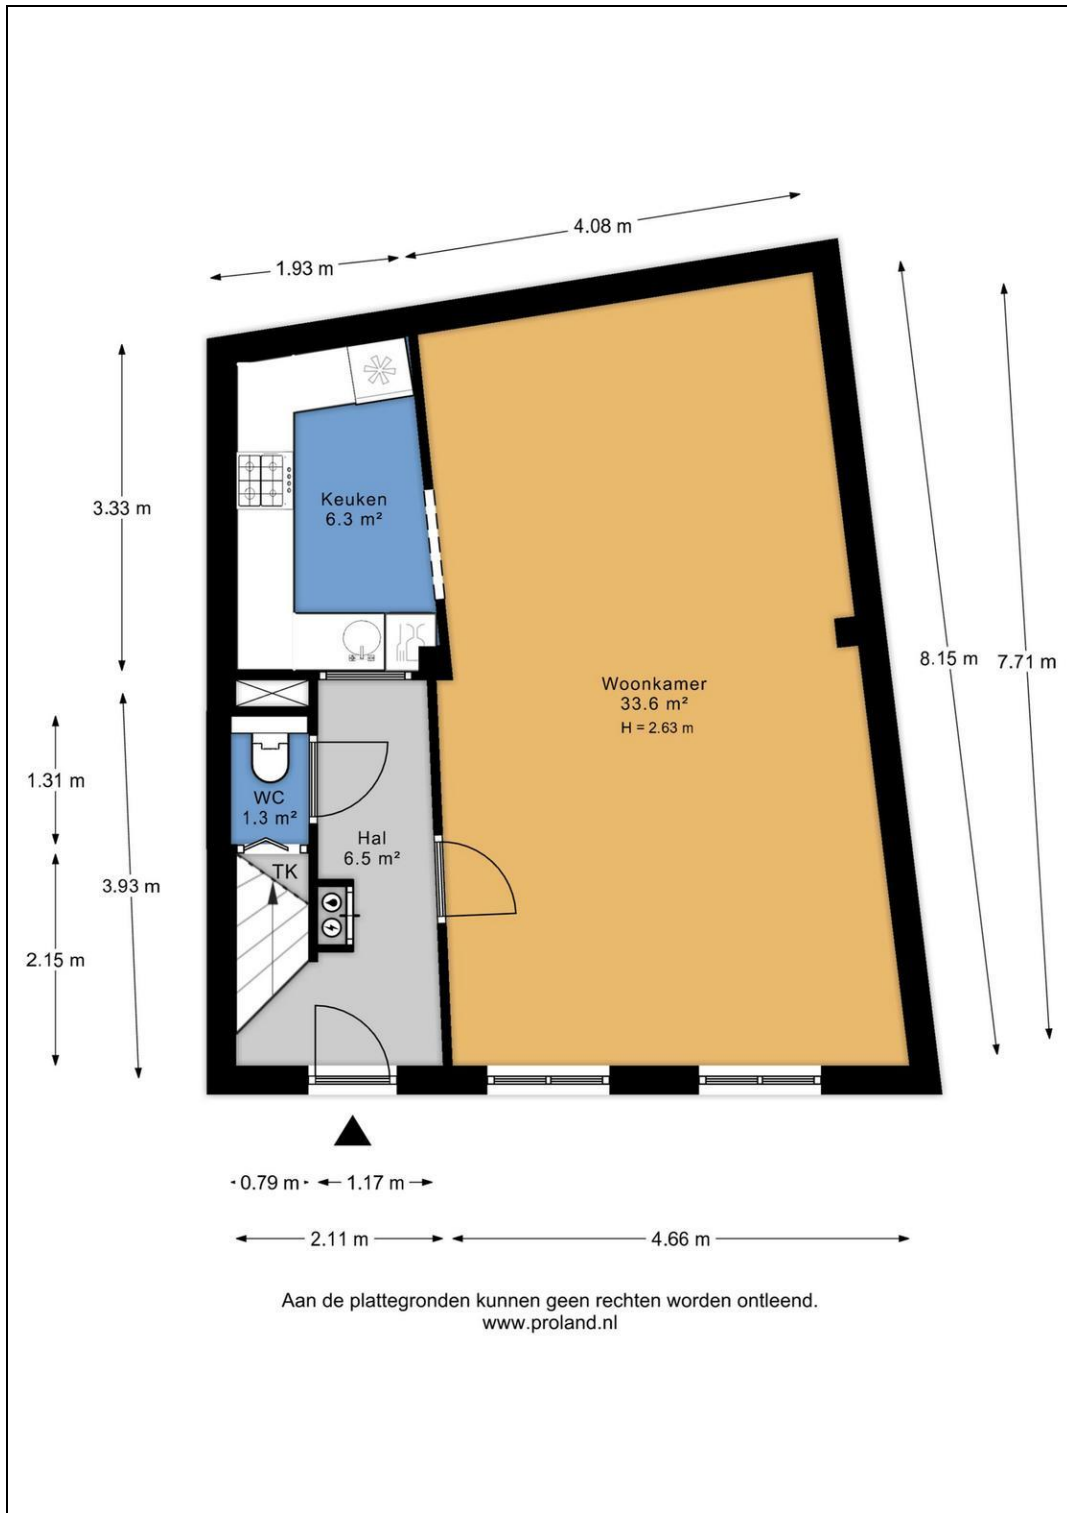 4.08 m
1.93 m
3.33 m
Keuken
6.3 m²
8.15 m
7.71 m
Woonkamer
33.6 m²
H = 2.63 m
1.31 m
WC
1.3 m²
Hal
6.5 m²
TK
3.93 m
2.15 m
0.79 m
1.17 m
2.11 m
4.66 m
Aan de plattegronden kunnen geen rechten worden ontleend.
www.proland.nl